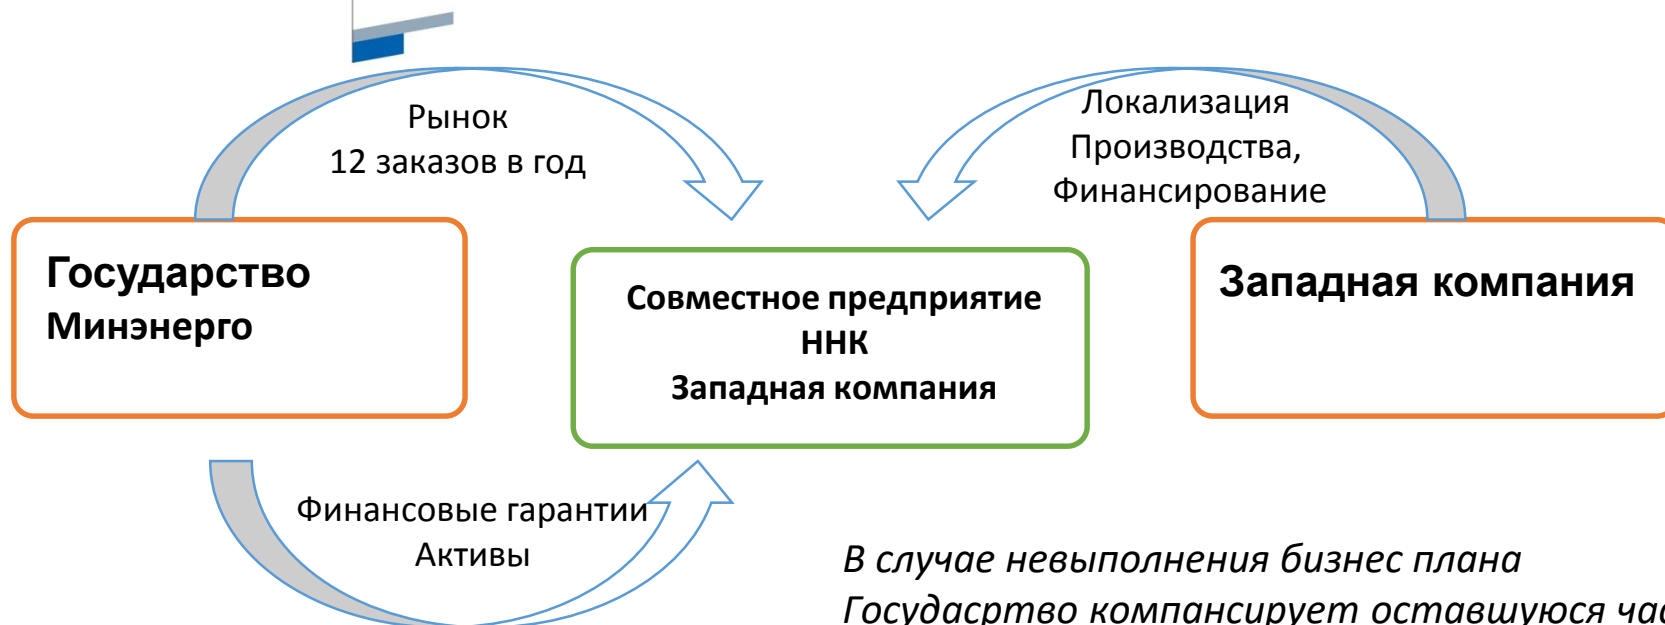 Рынок
12 заказов в год
Локализация
Производства,
Финансирование
Государство
Минэнерго
Совместное предприятие
ННК
Западная компания
Западная компания
Финансовые гарантии
Активы
В случае невыполнения бизнес плана
Госудасртво компансирует оставшуюся